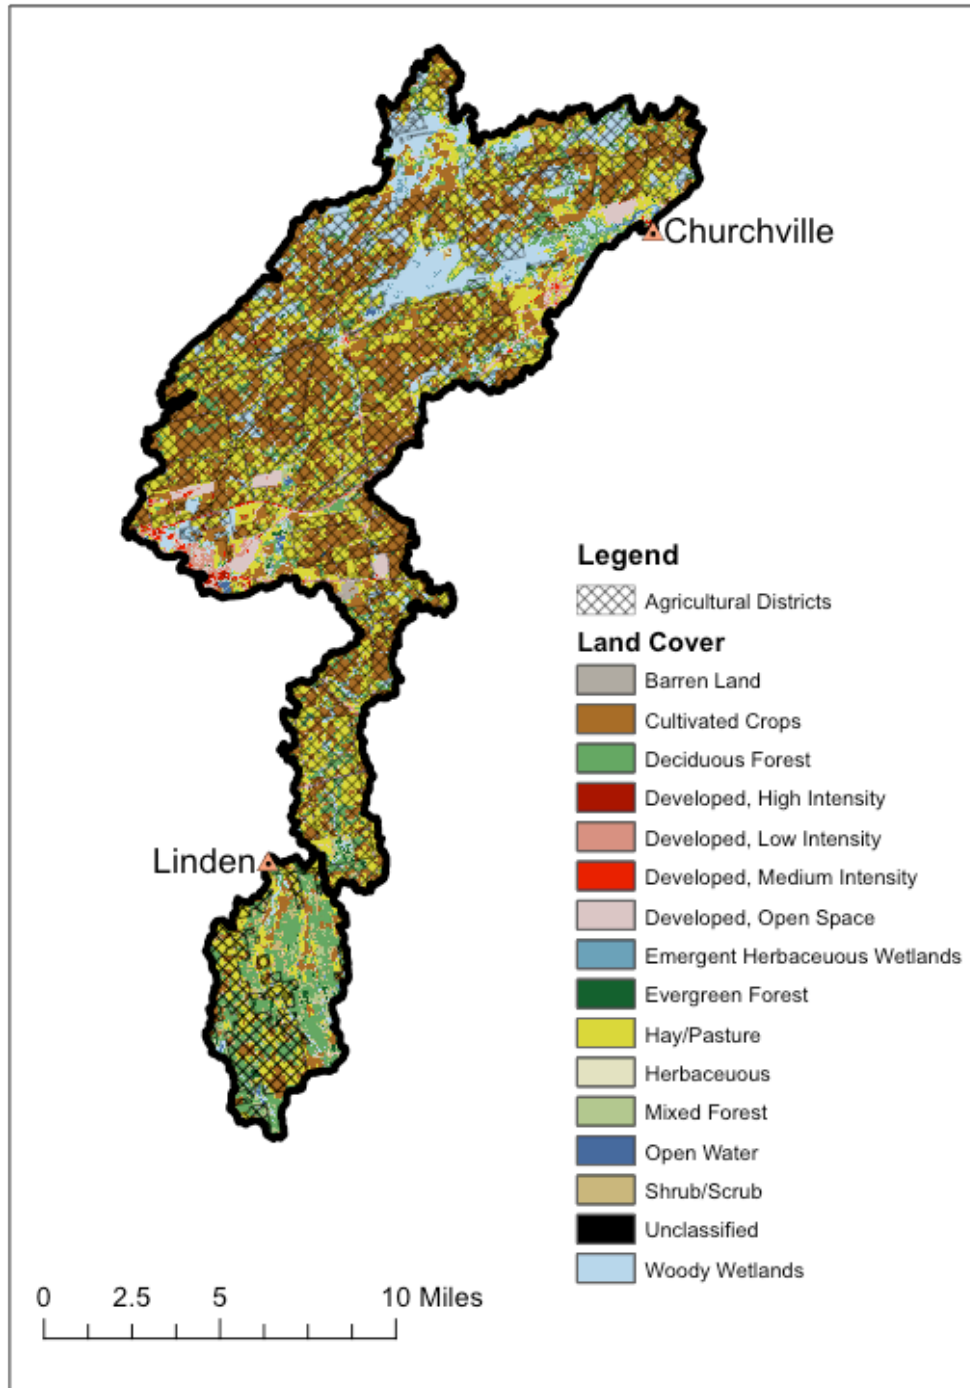 Churchville
Linden
Legend
Agricultural Districts
Land Cover
Barren Land
Cultivated Crops
Deciduous Forest
Developed, High Intensity
Developed, Low Intensity
Developed, Medium Intensity
Developed, Open Space
Emergent Herbaceuous Wetlands
Evergreen Forest
Hay/Pasture
Herbaceuous
Mixed Forest
Open Water
Shrub/Scrub
Unclassified
Woody Wetlands
0 2.5 5 10 Miles